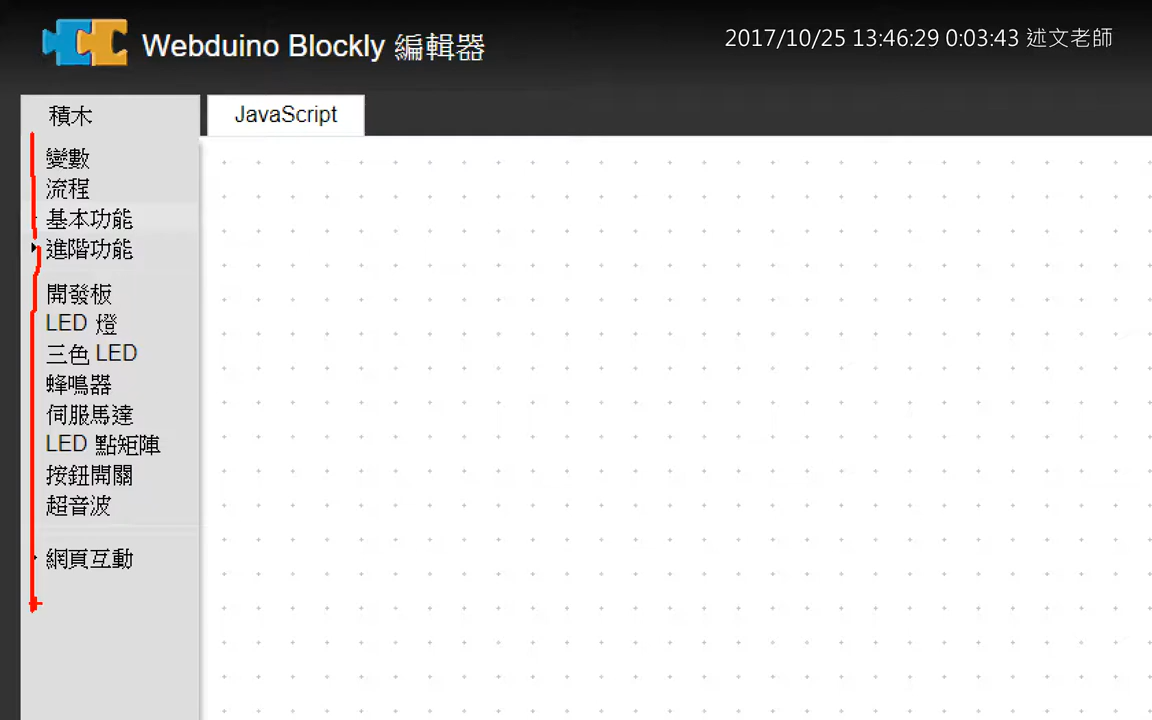 Webduino Blockly 編輯器
2017/10/25 13:46:29 0:03:43 述文老師
積木
JavaScript
變數
流程
基本功能
進階功能
開發板
LED 燈
三色 LED
蜂鳴器
伺服馬達
LED 點矩陣
按鈕開關
超音波
網頁互動